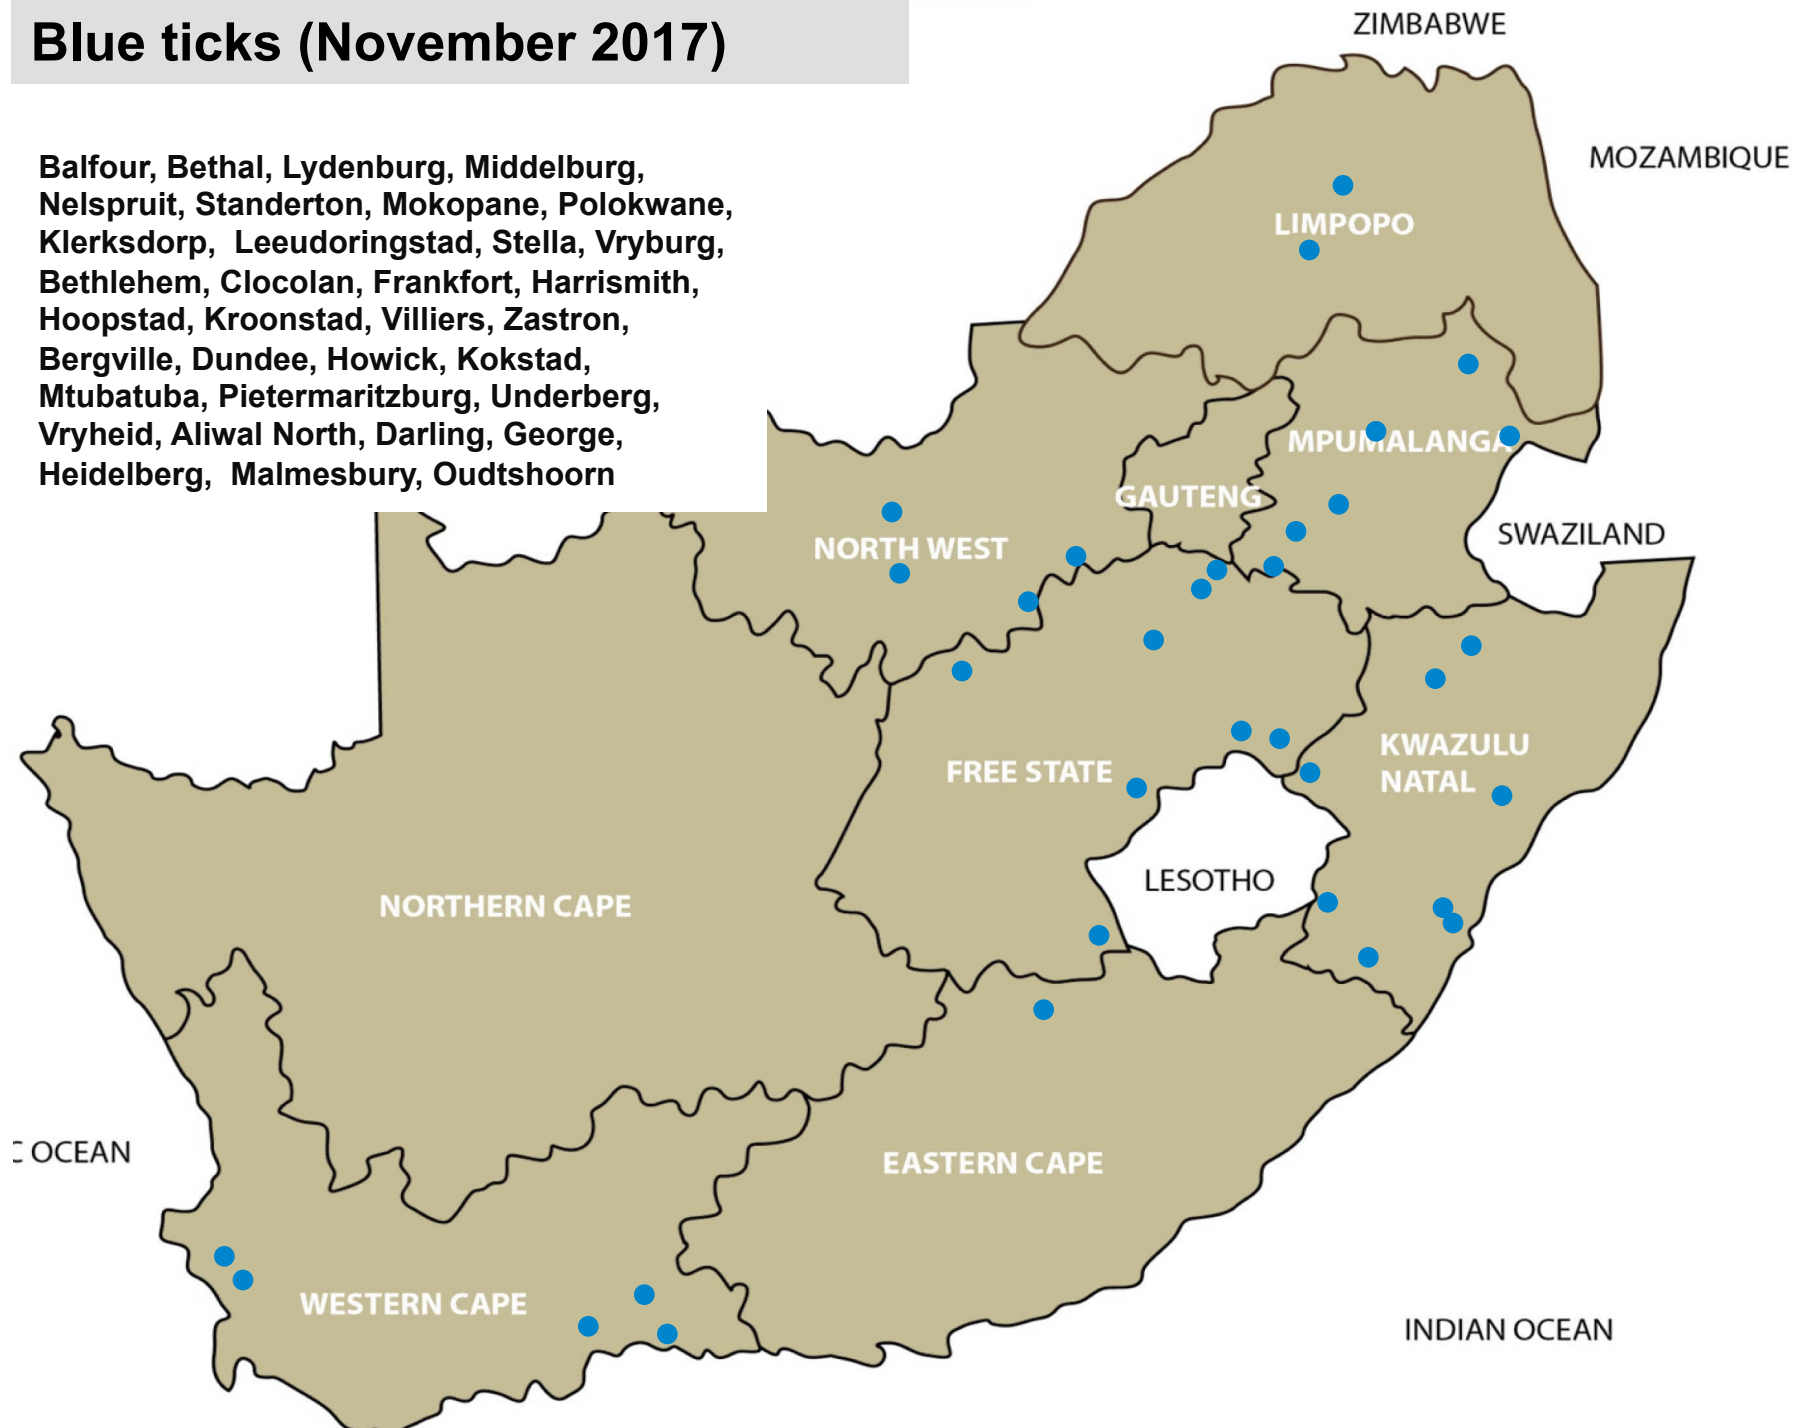 Blue ticks (November 2017)
Balfour, Bethal, Lydenburg, Middelburg,
Nelspruit, Standerton, Mokopane, Polokwane,
Klerksdorp,  Leeudoringstad, Stella, Vryburg,
Bethlehem, Clocolan, Frankfort, Harrismith,
Hoopstad, Kroonstad, Villiers, Zastron,
Bergville, Dundee, Howick, Kokstad,
Mtubatuba, Pietermaritzburg, Underberg,
Vryheid, Aliwal North, Darling, George,
Heidelberg,  Malmesbury, Oudtshoorn
ZIMBABWE
MOZAMBIQUE
LIMPOPO
MPUMALANGA
GAUTENG
SWAZILAND
NORTH WEST
KWAZULU
NATAL
FREE STATE
LESOTHO
NORTHERN CAPE
C OCEAN
EASTERN CAPE
WESTERN CAPE
INDIAN OCEAN